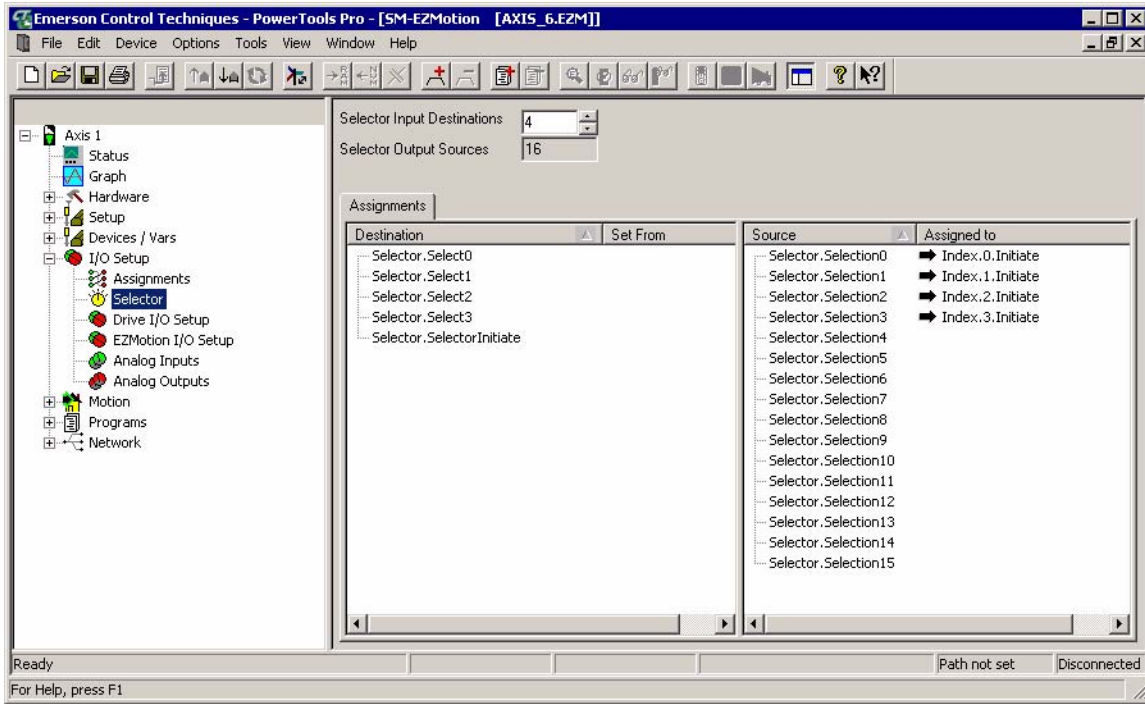 Emerson Control Techniques - PowerTools Pro - [SM-EZMotion [AXIS_6.EZM]]
File Edit Device Options Tools View Window Help
Selector Input Destinations 4
Selector Output Sources 16
Axis 1
Status
Graph
Hardware
Setup
Devices / Vars
I/O Setup
Assignments
Selector
Drive I/O Setup
EZMotion I/O Setup
Analog Inputs
Analog Outputs
Motion
Programs
Network
Assignments
Destination Set From
Selector.Select0
Selector.Select1
Selector.Select2
Selector.Select3
Selector.SelectorInitiate
Source Assigned to
Selector.Selection0 Index.0.Initiate
Selector.Selection1 Index.1.Initiate
Selector.Selection2 Index.2.Initiate
Selector.Selection3 Index.3.Initiate
Selector.Selection4
Selector.Selection5
Selector.Selection6
Selector.Selection7
Selector.Selection8
Selector.Selection9
Selector.Selection10
Selector.Selection11
Selector.Selection12
Selector.Selection13
Selector.Selection14
Selector.Selection15
Ready Path not set Disconnected
For Help, press F1